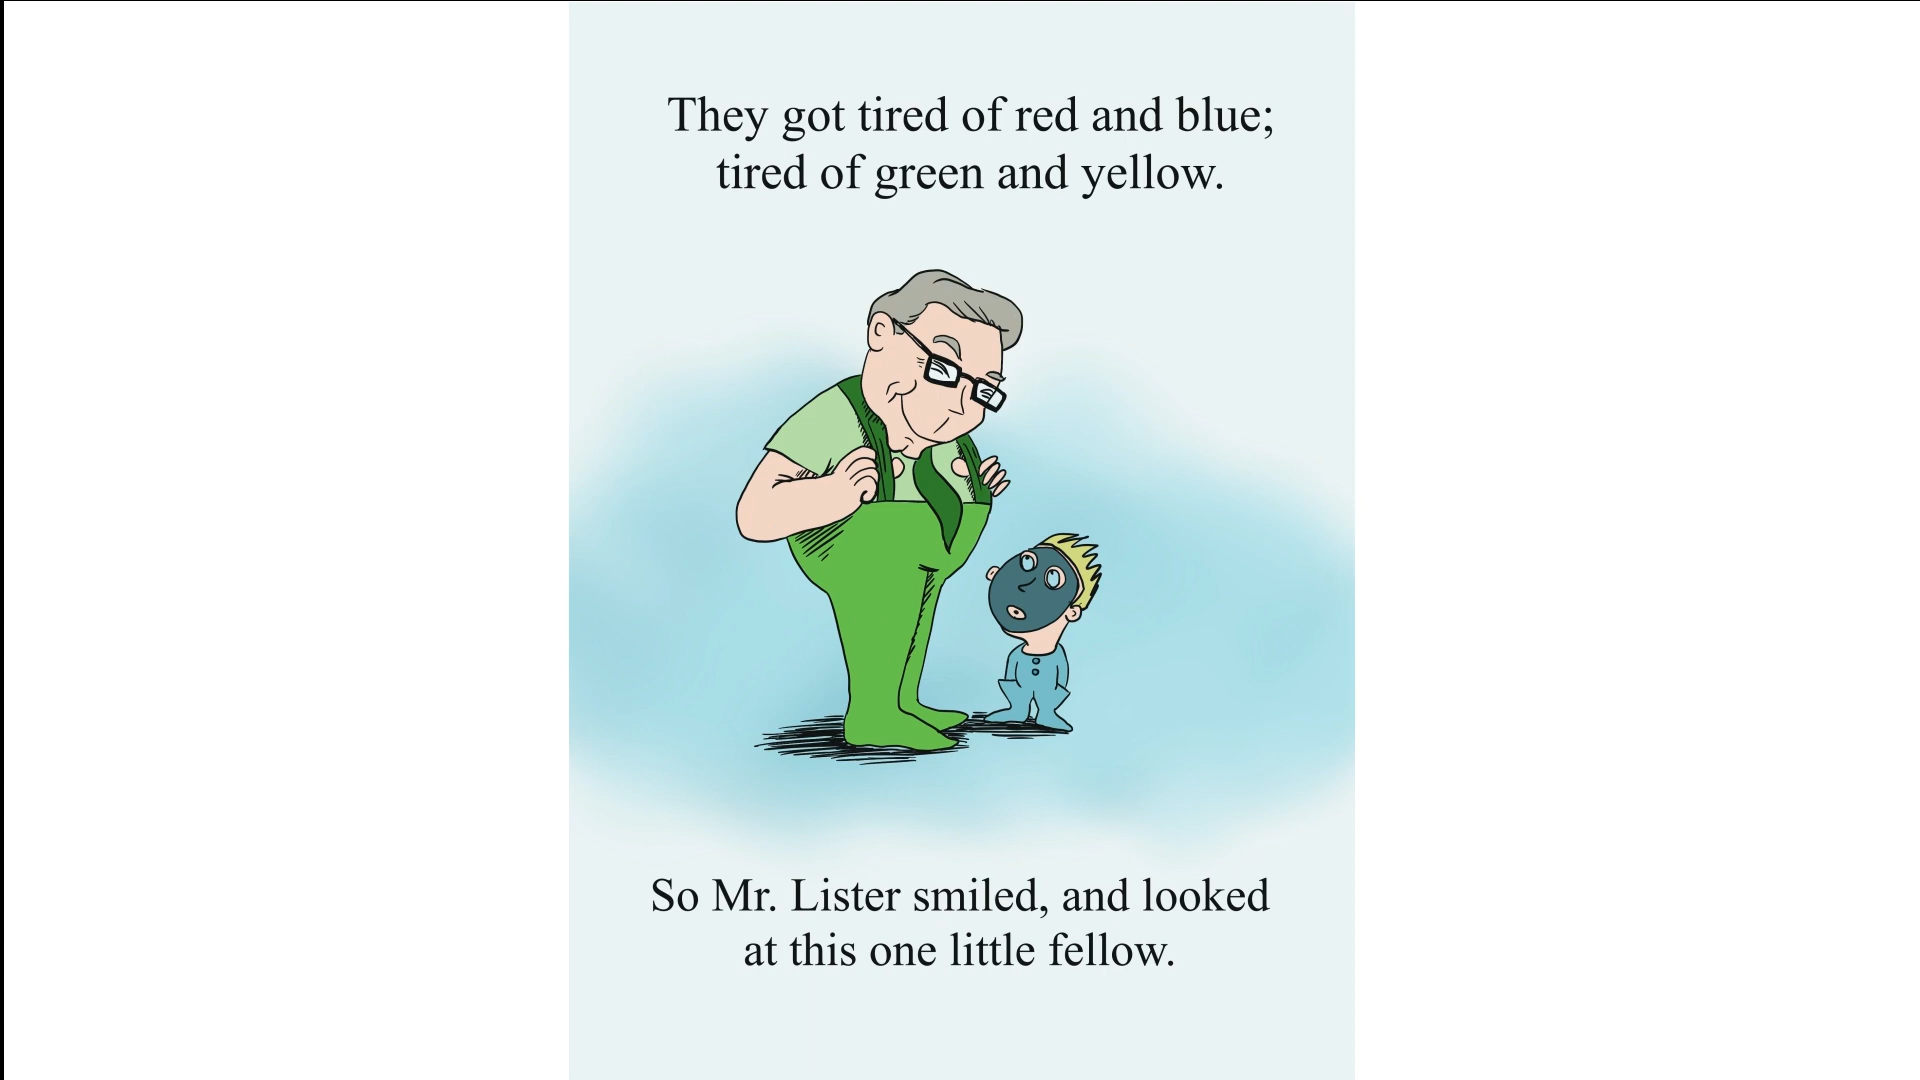 They got tired of red and blue;
tired of green and yellow.
So Mr. Lister smiled, and looked
at this one little fellow.